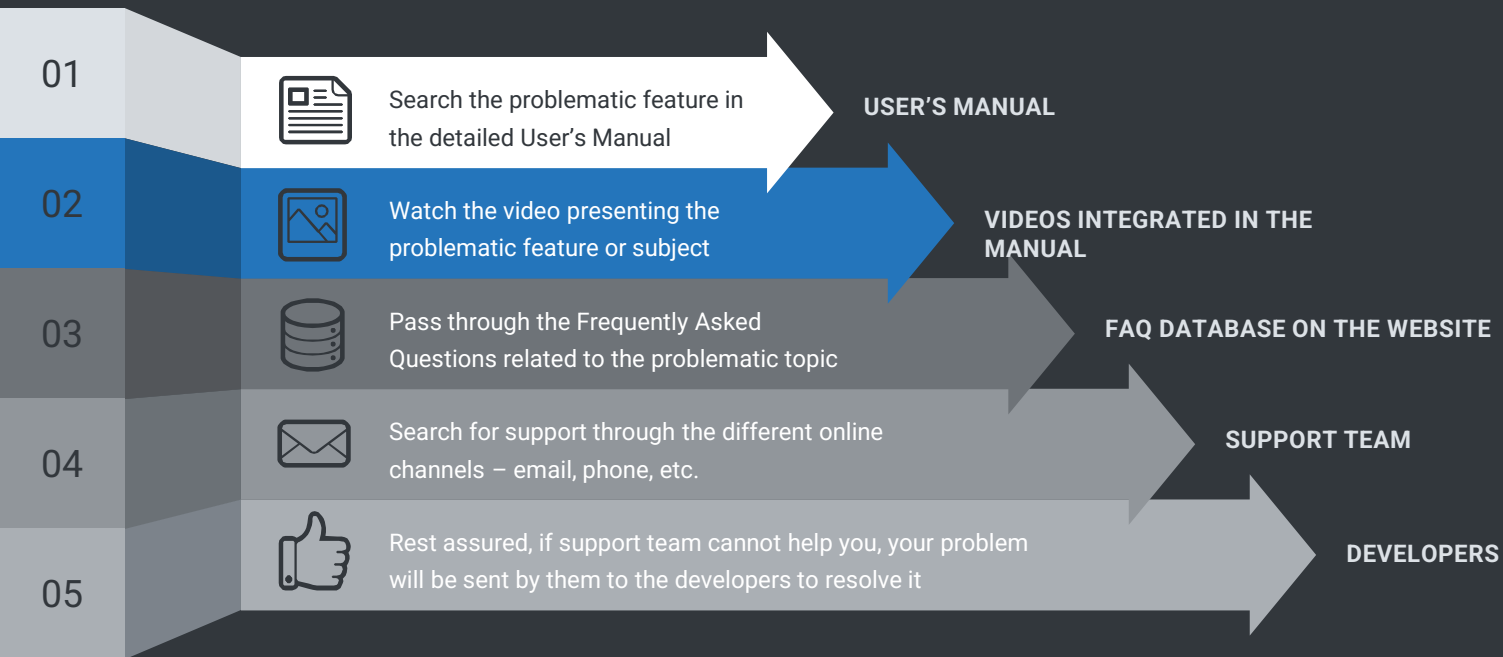 01
Search the problematic feature in
the detailed User’s Manual
USER’S MANUAL
02
Watch the video presenting the
problematic feature or subject
VIDEOS INTEGRATED IN THE
MANUAL
03
Pass through the Frequently Asked
Questions related to the problematic topic
FAQ DATABASE ON THE WEBSITE
04
Search for support through the different online
channels – email, phone, etc.
SUPPORT TEAM
05
Rest assured, if support team cannot help you, your problem
will be sent by them to the developers to resolve it
DEVELOPERS